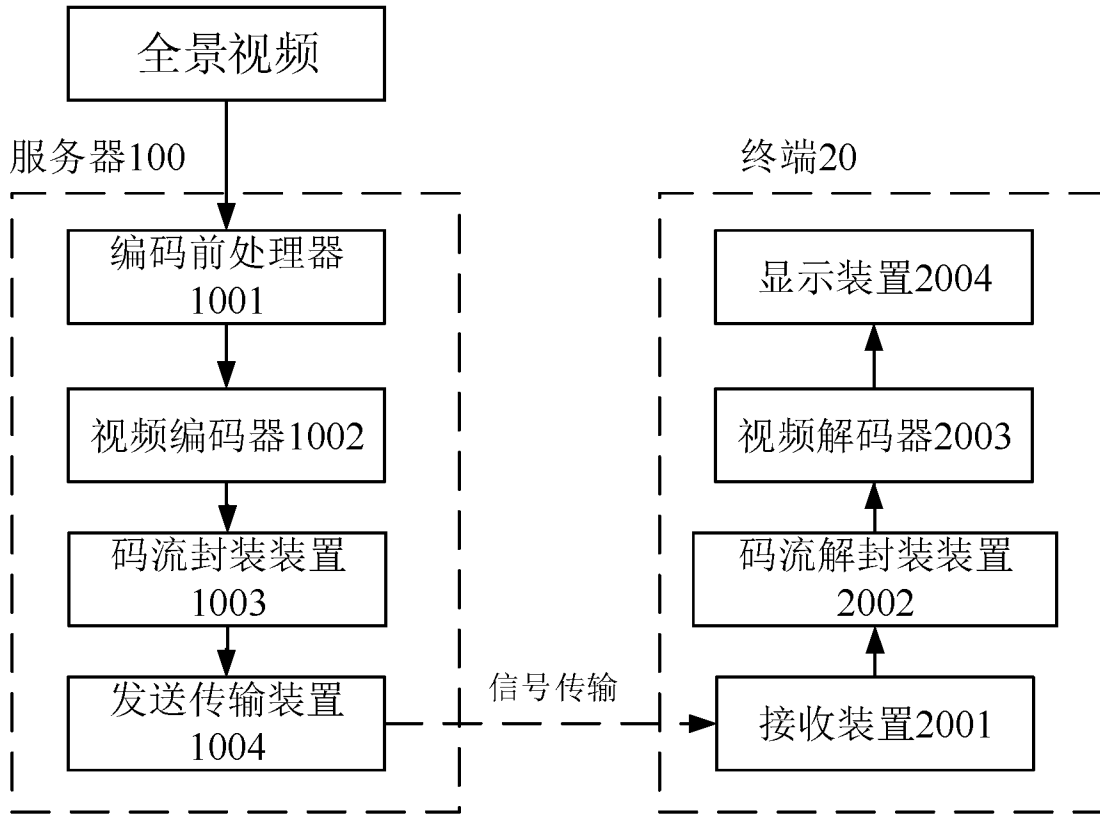 全景视频
服务器100
编码前处理器
1001
视频编码器1002
码流封装装置
1003
发送传输装置
1004
信号传输
终端20
显示装置2004
视频解码器2003
码流解封装装置
2002
接收装置2001